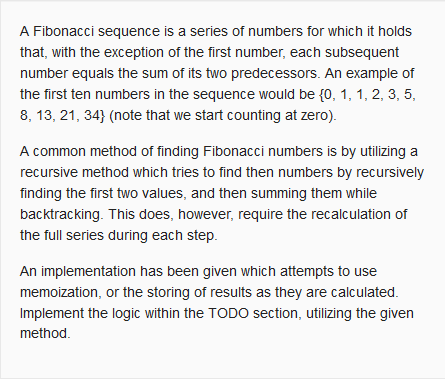 A Fibonacci sequence is a series of numbers for which it holds
that, with the exception of the first number, each subsequent
number equals the sum of its two predecessors. An example of
the first ten numbers in the sequence would be {0, 1, 1, 2, 3, 5,
8, 13, 21, 34} (note that we start counting at zero).
A common method of finding Fibonacci numbers is by utilizing a
recursive method which tries to find then numbers by recursively
finding the first two values, and then summing them while
backtracking. This does, however, require the recalculation of
the full series during each step.
An implementation has been given which attempts to use
memoization, or the storing of results as they are calculated.
Implement the logic within the TODO section, utilizing the given
method.